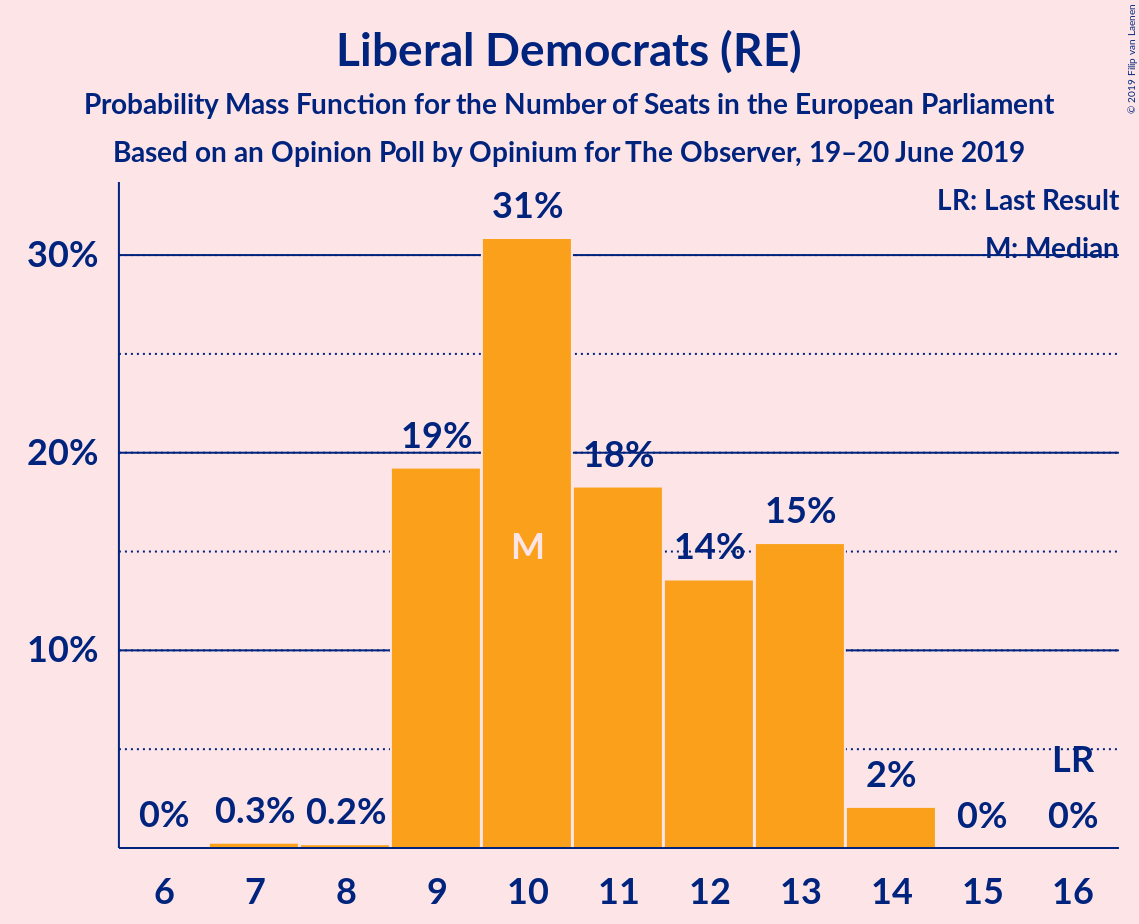 Liberal Democrats (RE)
Probability Mass Function for the Number of Seats in the European Parliament
Based on an Opinion Poll by Opinium for The Observer, 19–20 June 2019
© 2019 Filip van Laenen
LR: Last Result
M: Median
30%
20%
10%
0%
0.3%
0.2%
19%
31%
M
18%
14%
15%
2%
0%
LR
0%
6 7 8 9 10 11 12 13 14 15 16